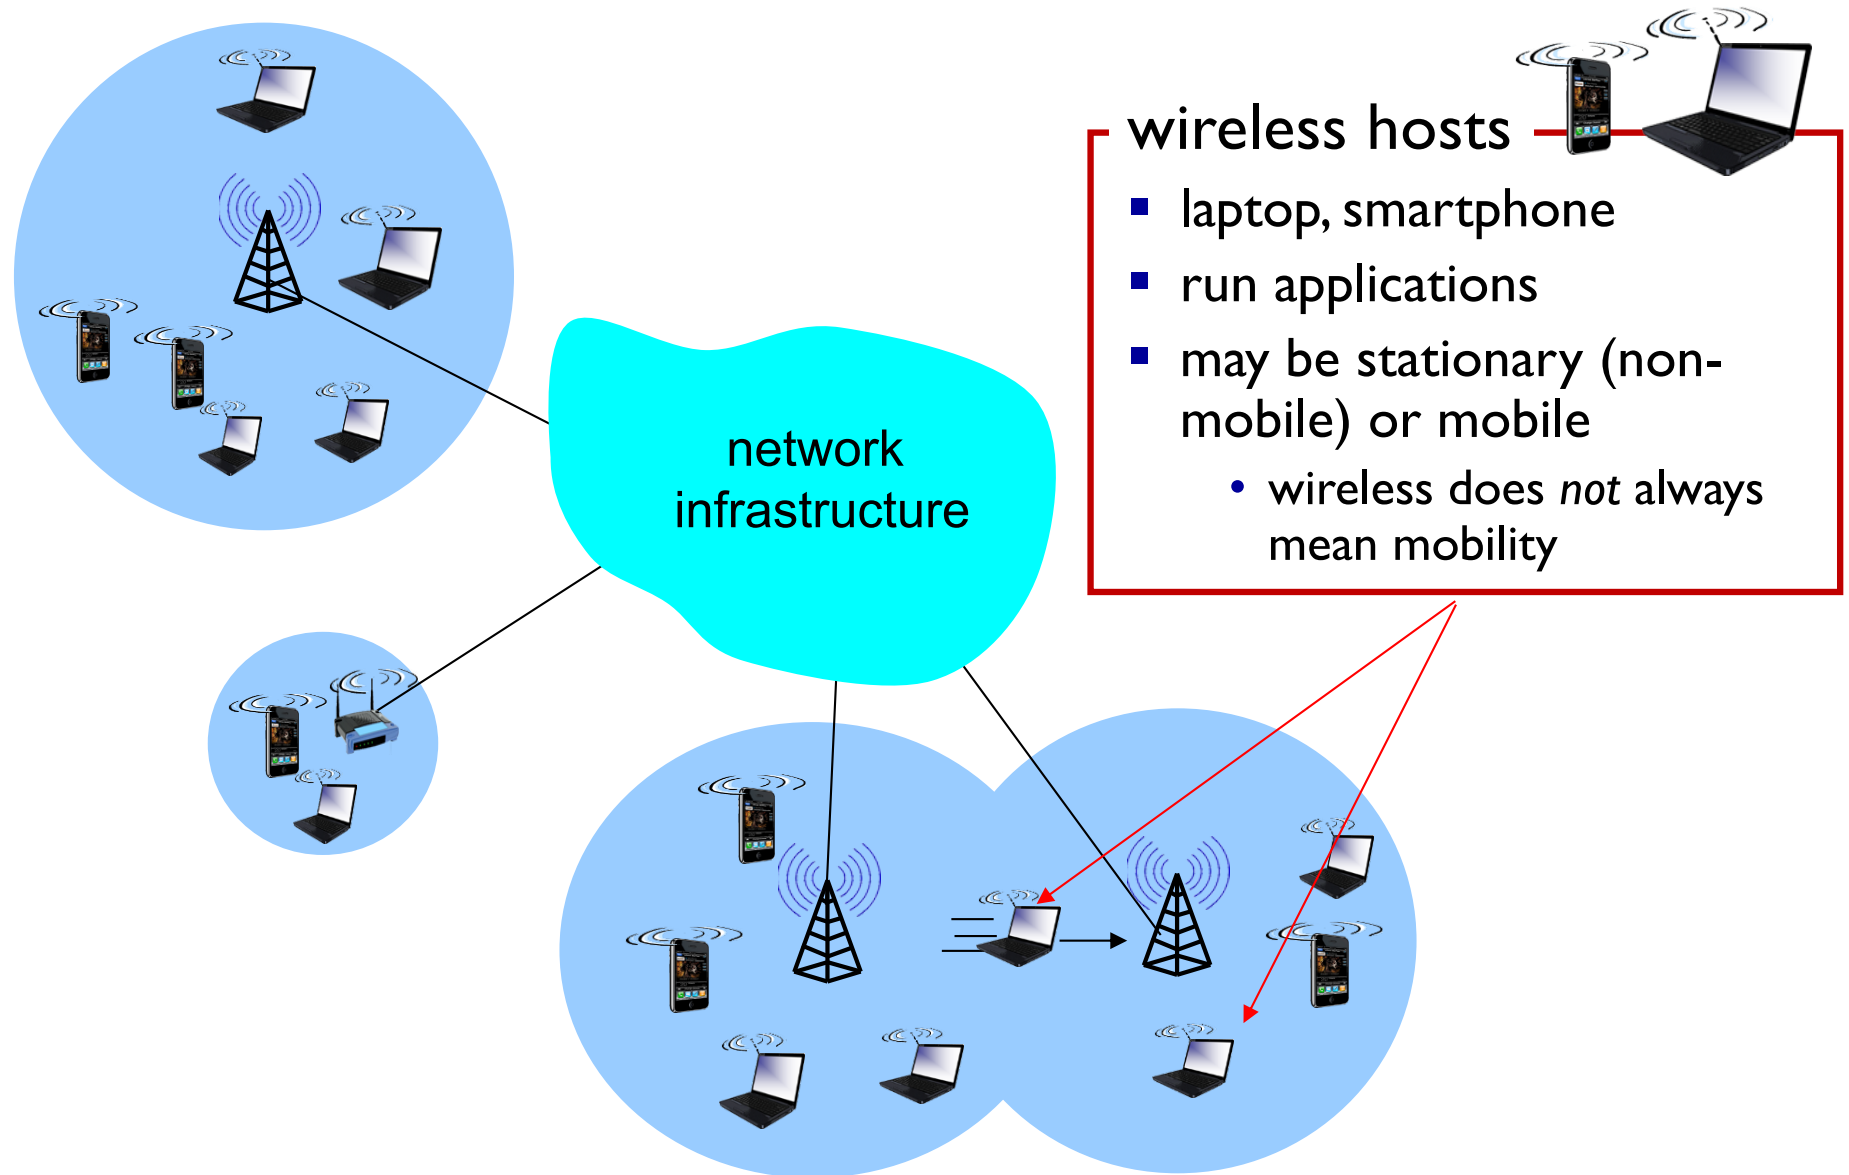 wireless hosts
laptop, smartphone
run applications
may be stationary (non-
mobile) or mobile
wireless does not always
mean mobility
network
infrastructure